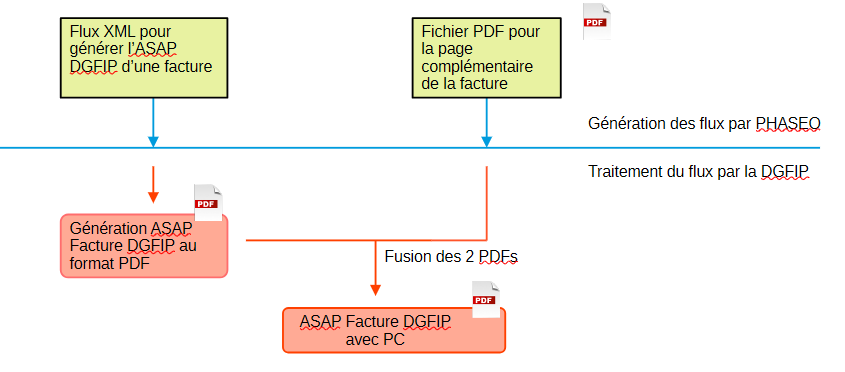 Flux XML pour
générer l'ASAP
DGFIP d'une facture
Fichier PDF pour
la page
complémentaire
de la facture
PDF
Génération des flux par PHASEO
Traitement du flux par la DGFIP
PDF
Génération ASAP
Facture DGFIP au
format PDF
Fusion des 2 PDFs
PDF
ASAP Facture DGFIP
avec PC